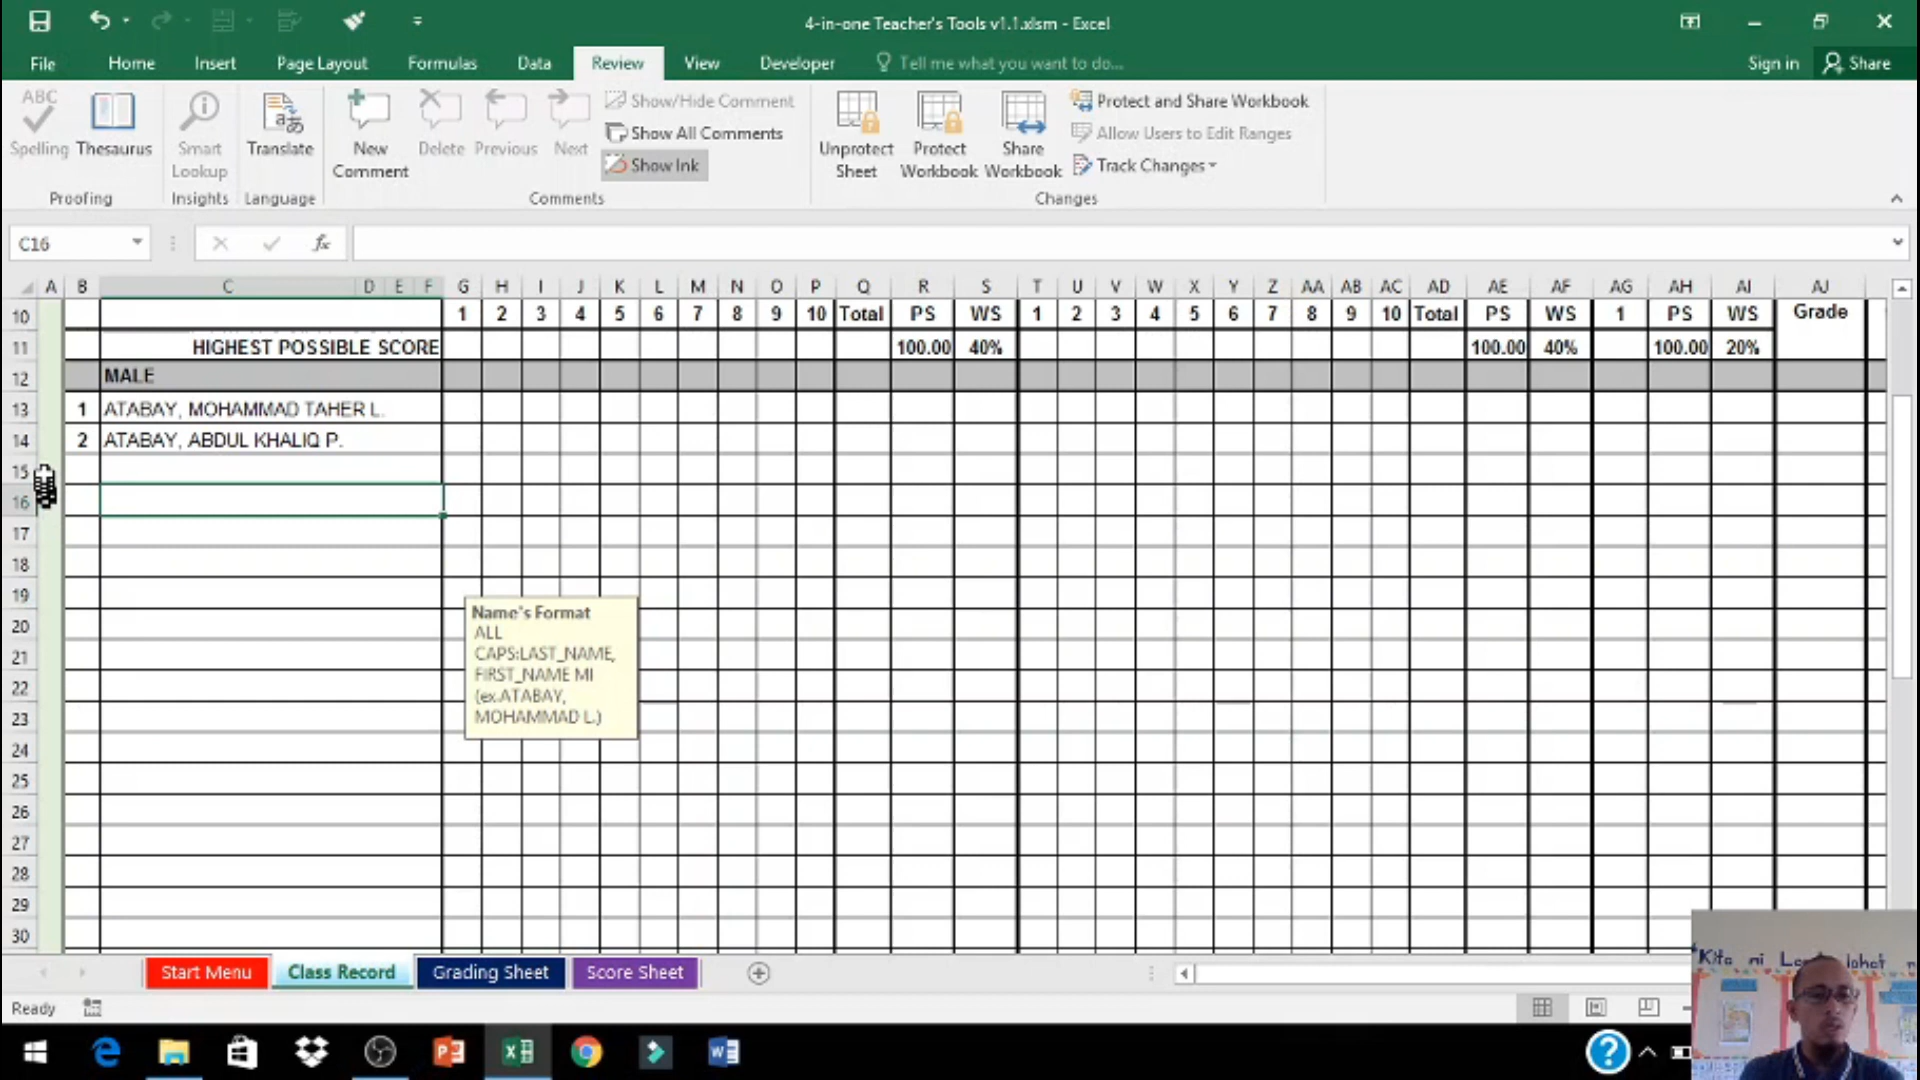 4-in-one Teacher's Tools v1.1.xlsm - Excel
File Home Insert Page Layout Formulas Data Review View Developer Tell me what you want to do... Sign in Share
ABC
Spelling
Thesaurus
Proofing
Smart
Lookup
Insights
Translate
Language
New
Comment
Delete
Previous
Next
Show/Hide Comment
Show All Comments
Show Ink
Comments
Unprotect
Sheet
Protect
Workbook
Share
Workbook
Protect and Share Workbook
Allow Users to Edit Ranges
Track Changes
Changes
C16 fx
A B C D E F G H I J K L M N O P Q R S T U V W X Y Z AA AB AC AD AE AF AG AH AI AJ
10 1 2 3 4 5 6 7 8 9 10 Total PS WS 1 2 3 4 5 6 7 8 9 10 Total PS WS 1 PS WS Grade
11 HIGHEST POSSIBLE SCORE 100.00 40% 100.00 40% 100.00 20%
12 MALE
13 1 ATABAY, MOHAMMAD TAHER L.
14 2 ATABAY, ABDUL KHALIQ P.
15
16
17
18
19
20
21
22
23
24
25
26
27
28
29
30
Name's Format
ALL
CAPS:LAST_NAME,
FIRST_NAME MI
(ex.ATABAY,
MOHAMMAD L.)
Start Menu Class Record Grading Sheet Score Sheet
Ready